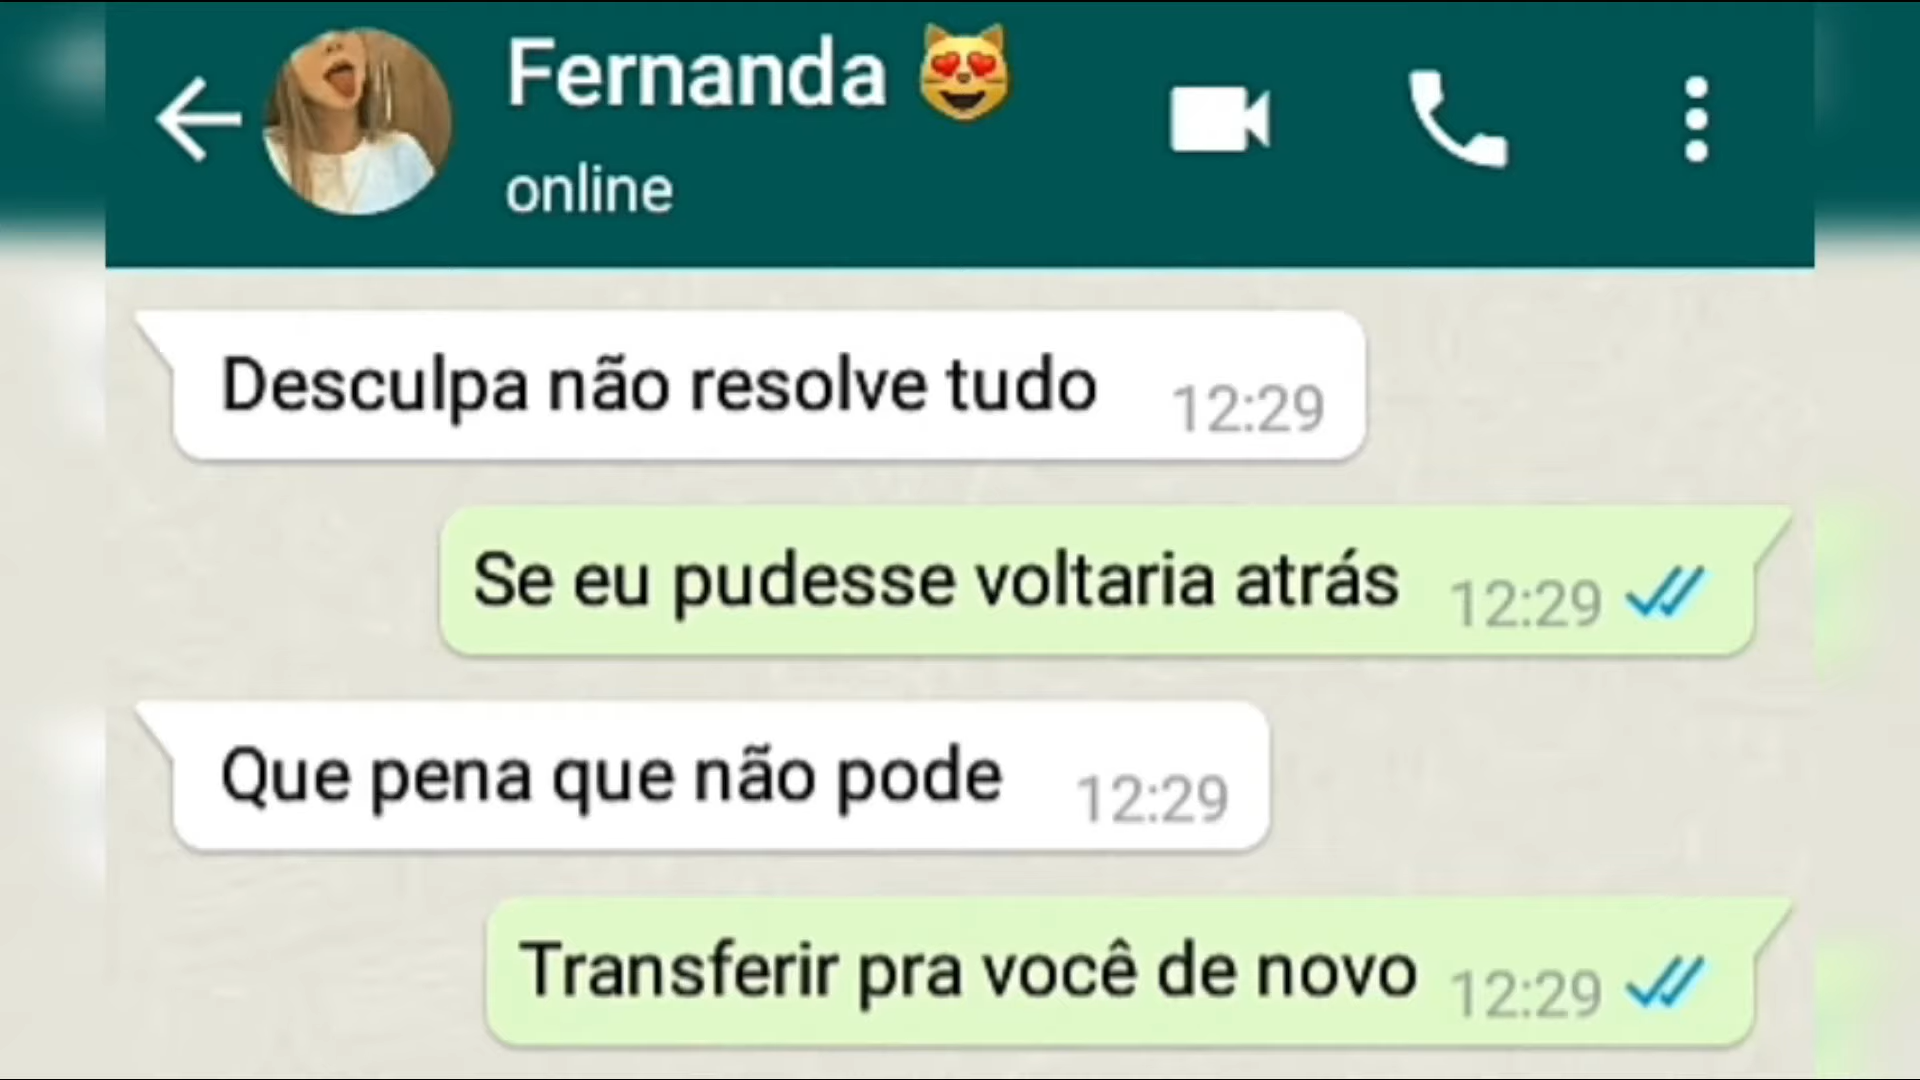 Fernanda 😻
online
Desculpa não resolve tudo 12:29
Se eu pudesse voltaria atrás 12:29
Que pena que não pode 12:29
Transferir pra você de novo 12:29